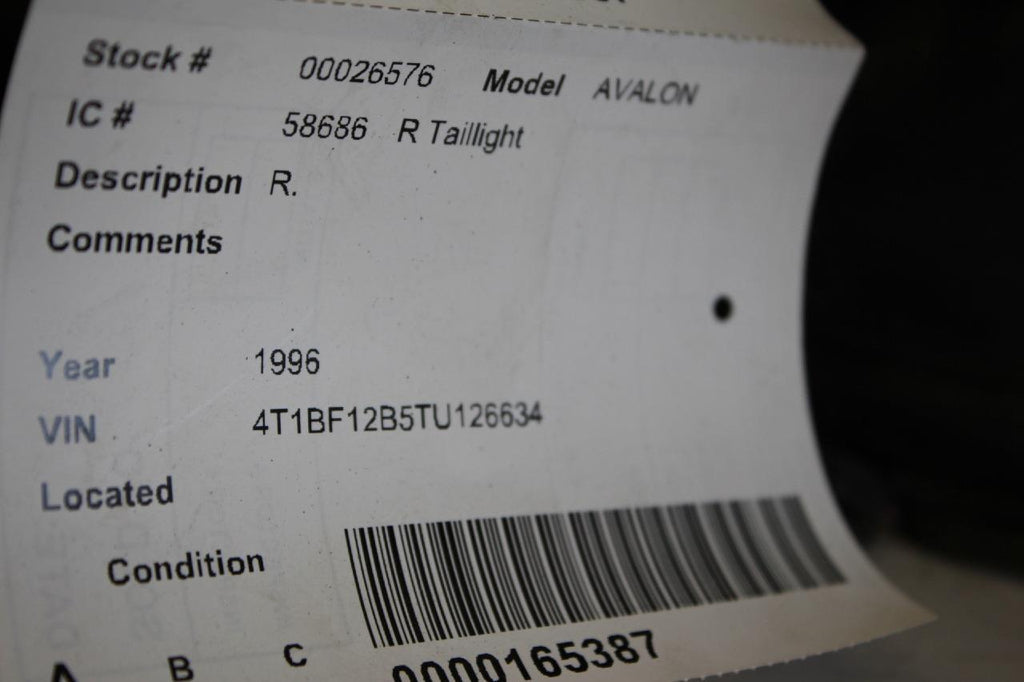 Stock # 00026576 Model AVALON
IC # 58686 R Taillight
Description R.
Comments
Year 1996
VIN 4T1BF12B5TU126634
Located
Condition
A B C 0000165387